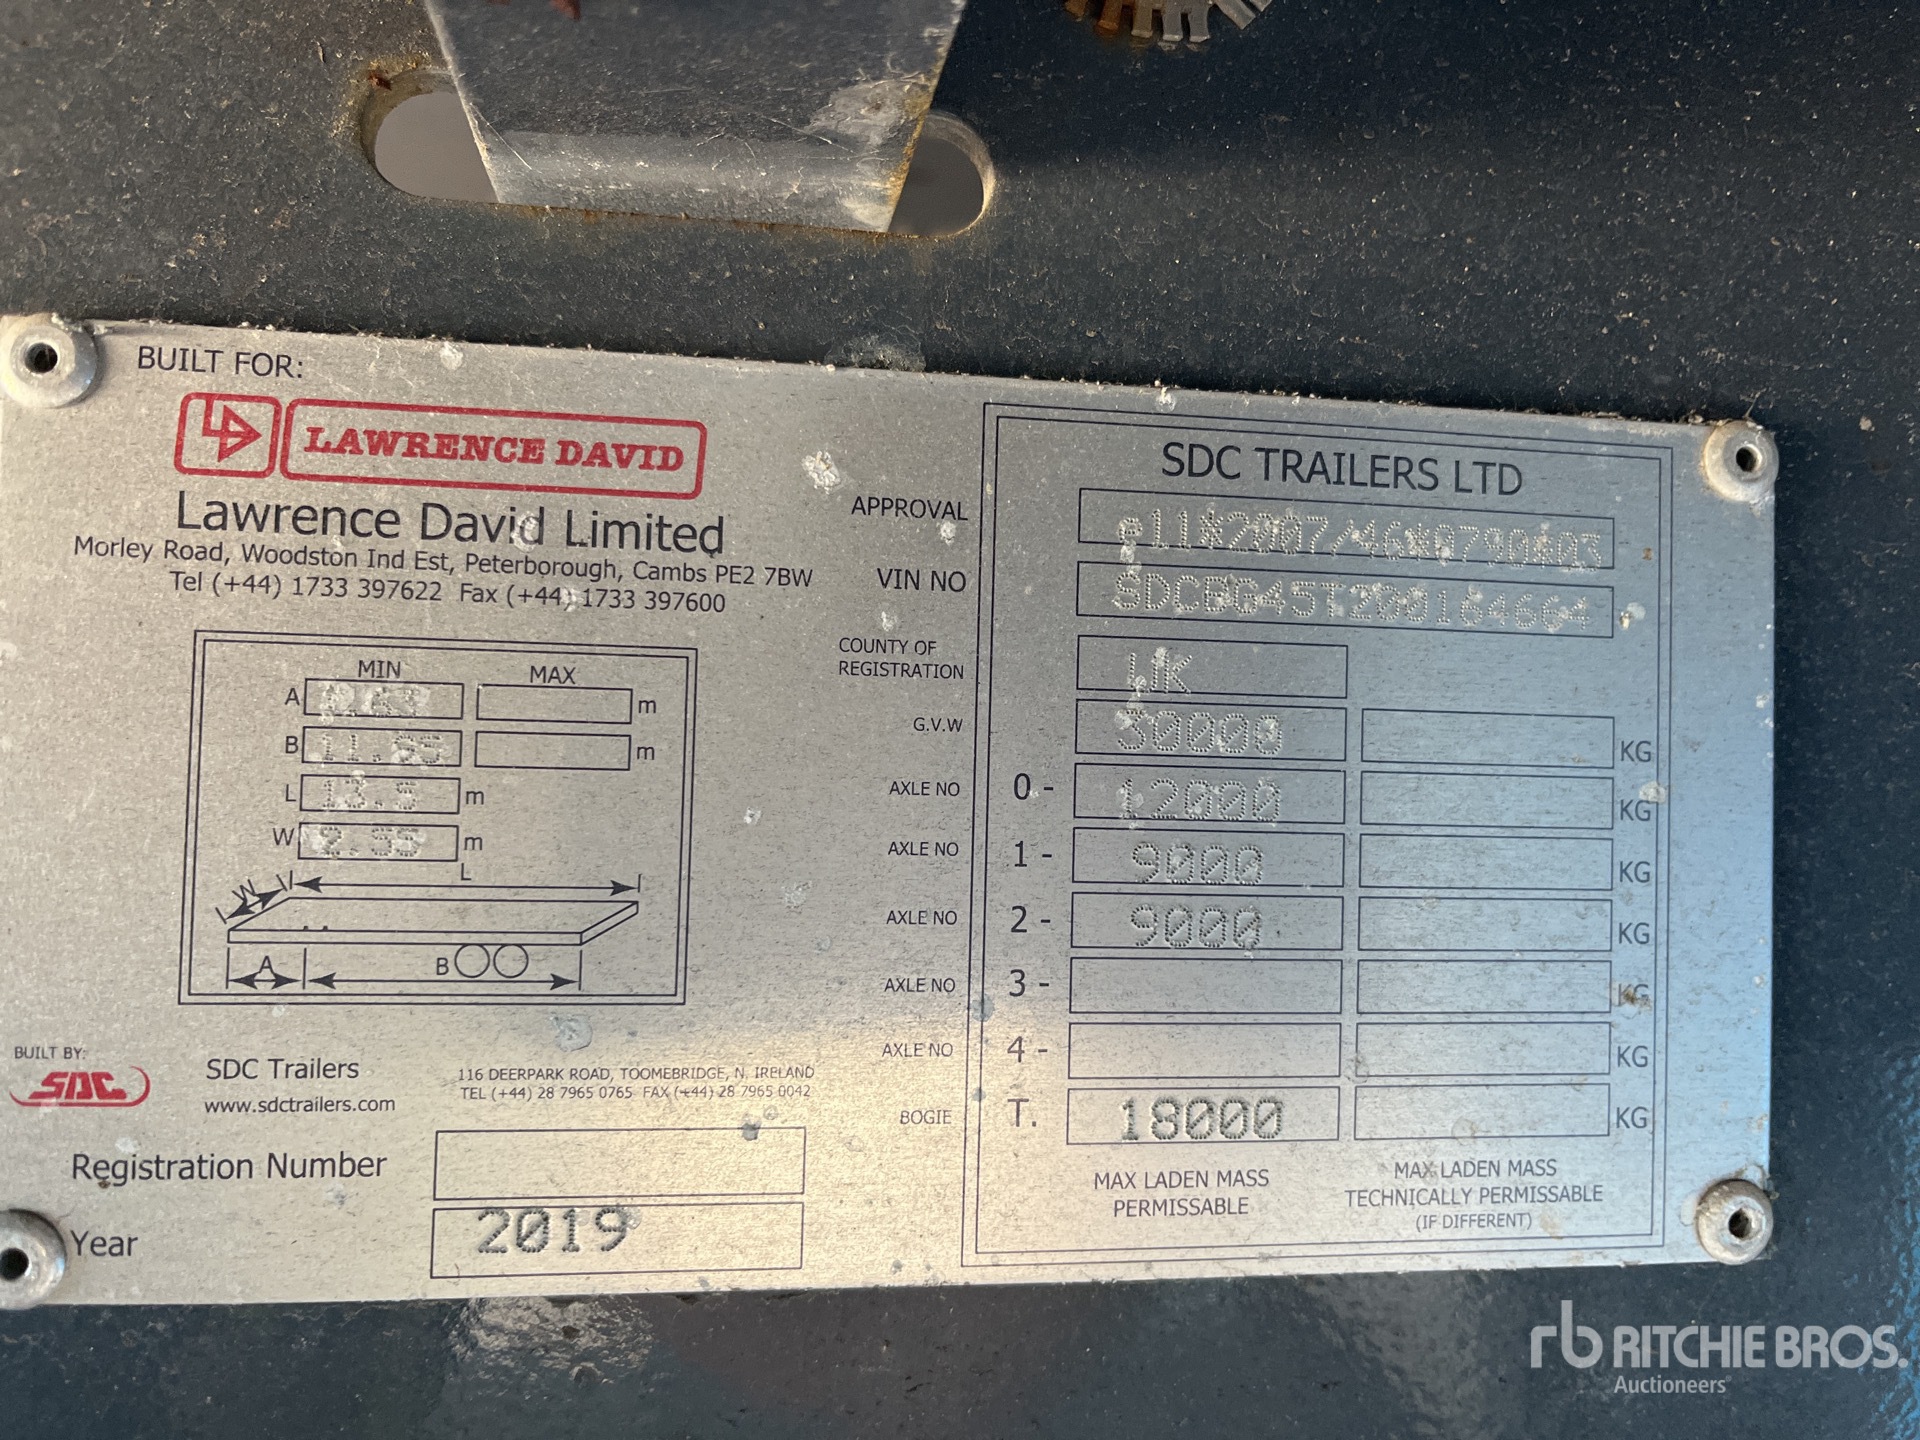 BUILT FOR:
LD LAWRENCE DAVID
Lawrence David Limited
Morley Road, Woodston Ind Est, Peterborough, Cambs PE2 7BW
Tel (+44) 1733 397622 Fax (+44) 1733 397600
MIN MAX
A m
B 11.65 m
L 13.5 m
W 2.55 m
L
W
A B
BUILT BY:
SDC
SDC Trailers
www.sdctrailers.com
116 DEERPARK ROAD, TOOMEBRIDGE, N. IRELAND
TEL (+44) 28 7965 0765 FAX (+44) 28 7965 0042
Registration Number
Year 2019
SDC TRAILERS LTD
APPROVAL e11*2007/46*0790*03
VIN NO SDCBG45T200164664
COUNTY OF
REGISTRATION UK
G.V.W 30000 KG
AXLE NO 0 - 12000 KG
AXLE NO 1 - 9000 KG
AXLE NO 2 - 9000 KG
AXLE NO 3 - KG
AXLE NO 4 - KG
BOGIE T. 18000 KG
MAX LADEN MASS
PERMISSABLE
MAX LADEN MASS
TECHNICALLY PERMISSABLE
(IF DIFFERENT)
rb RITCHIE BROS.
Auctioneers